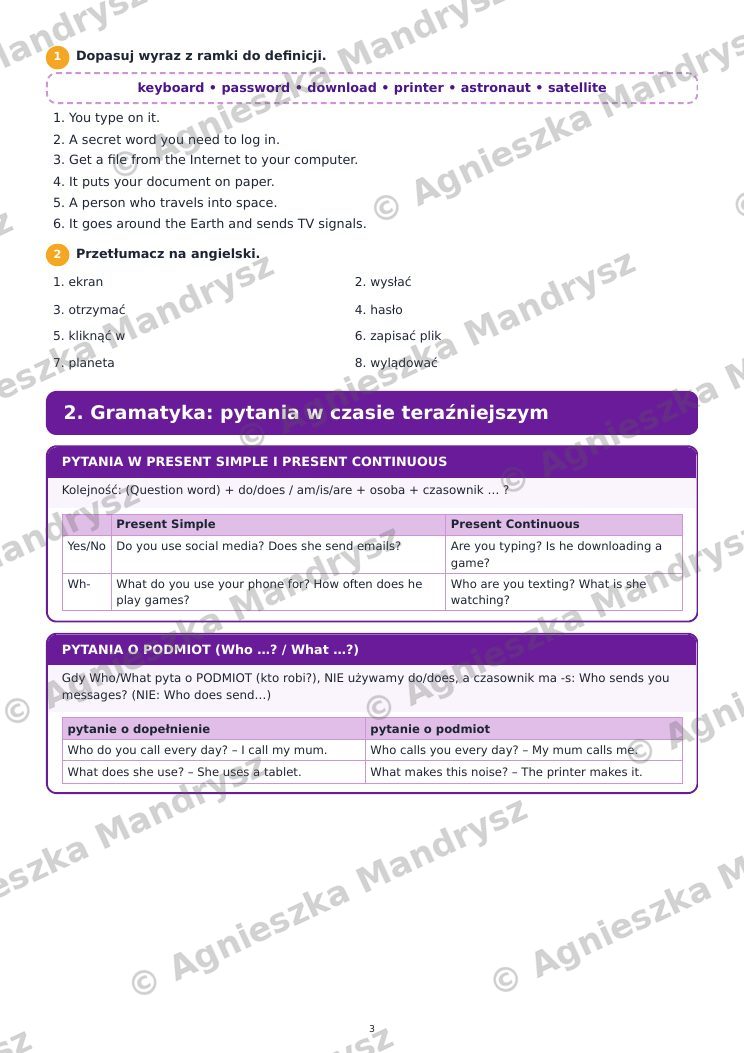 1 Dopasuj wyraz z ramki do definicji.
keyboard • password • download • printer • astronaut • satellite
1. You type on it.
2. A secret word you need to log in.
3. Get a file from the Internet to your computer.
4. It puts your document on paper.
5. A person who travels into space.
6. It goes around the Earth and sends TV signals.
2 Przetłumacz na angielski.
1. ekran 2. wysłać
3. otrzymać 4. hasło
5. kliknąć w 6. zapisać plik
7. planeta 8. wylądować
2. Gramatyka: pytania w czasie teraźniejszym
PYTANIA W PRESENT SIMPLE I PRESENT CONTINUOUS
Kolejność: (Question word) + do/does / am/is/are + osoba + czasownik … ?
Present Simple Present Continuous
Yes/No Do you use social media? Does she send emails? Are you typing? Is he downloading a
game?
Wh- What do you use your phone for? How often does he Who are you texting? What is she
play games? watching?
PYTANIA O PODMIOT (Who …? / What …?)
Gdy Who/What pyta o PODMIOT (kto robi?), NIE używamy do/does, a czasownik ma -s: Who sends you
messages? (NIE: Who does send…)
pytanie o dopełnienie pytanie o podmiot
Who do you call every day? – I call my mum. Who calls you every day? – My mum calls me.
What does she use? – She uses a tablet. What makes this noise? – The printer makes it.
© Agnieszka Mandrysz
3